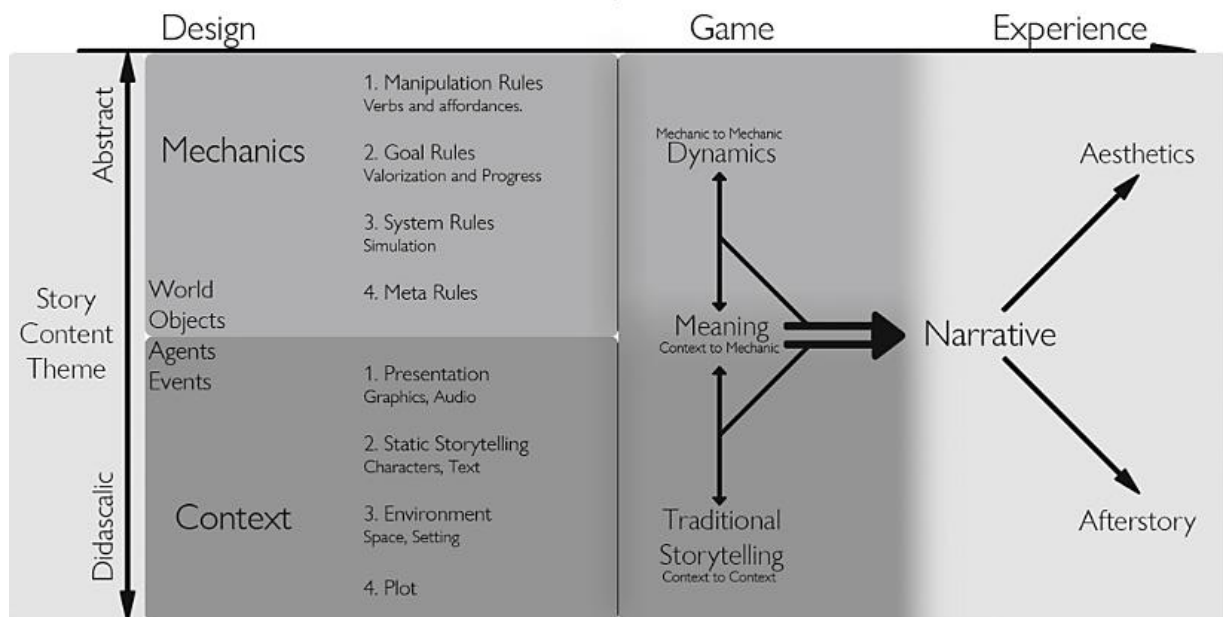 Design
Game
Experience
Abstract
Story
Content
Theme
Didascalic
Mechanics
1. Manipulation Rules
Verbs and affordances.
2. Goal Rules
Valorization and Progress
3. System Rules
Simulation
4. Meta Rules
World
Objects
Agents
Events
Context
1. Presentation
Graphics, Audio
2. Static Storytelling
Characters, Text
3. Environment
Space, Setting
4. Plot
Mechanic to Mechanic
Dynamics
Meaning
Context to Mechanic
Traditional
Storytelling
Context to Context
Narrative
Aesthetics
Afterstory